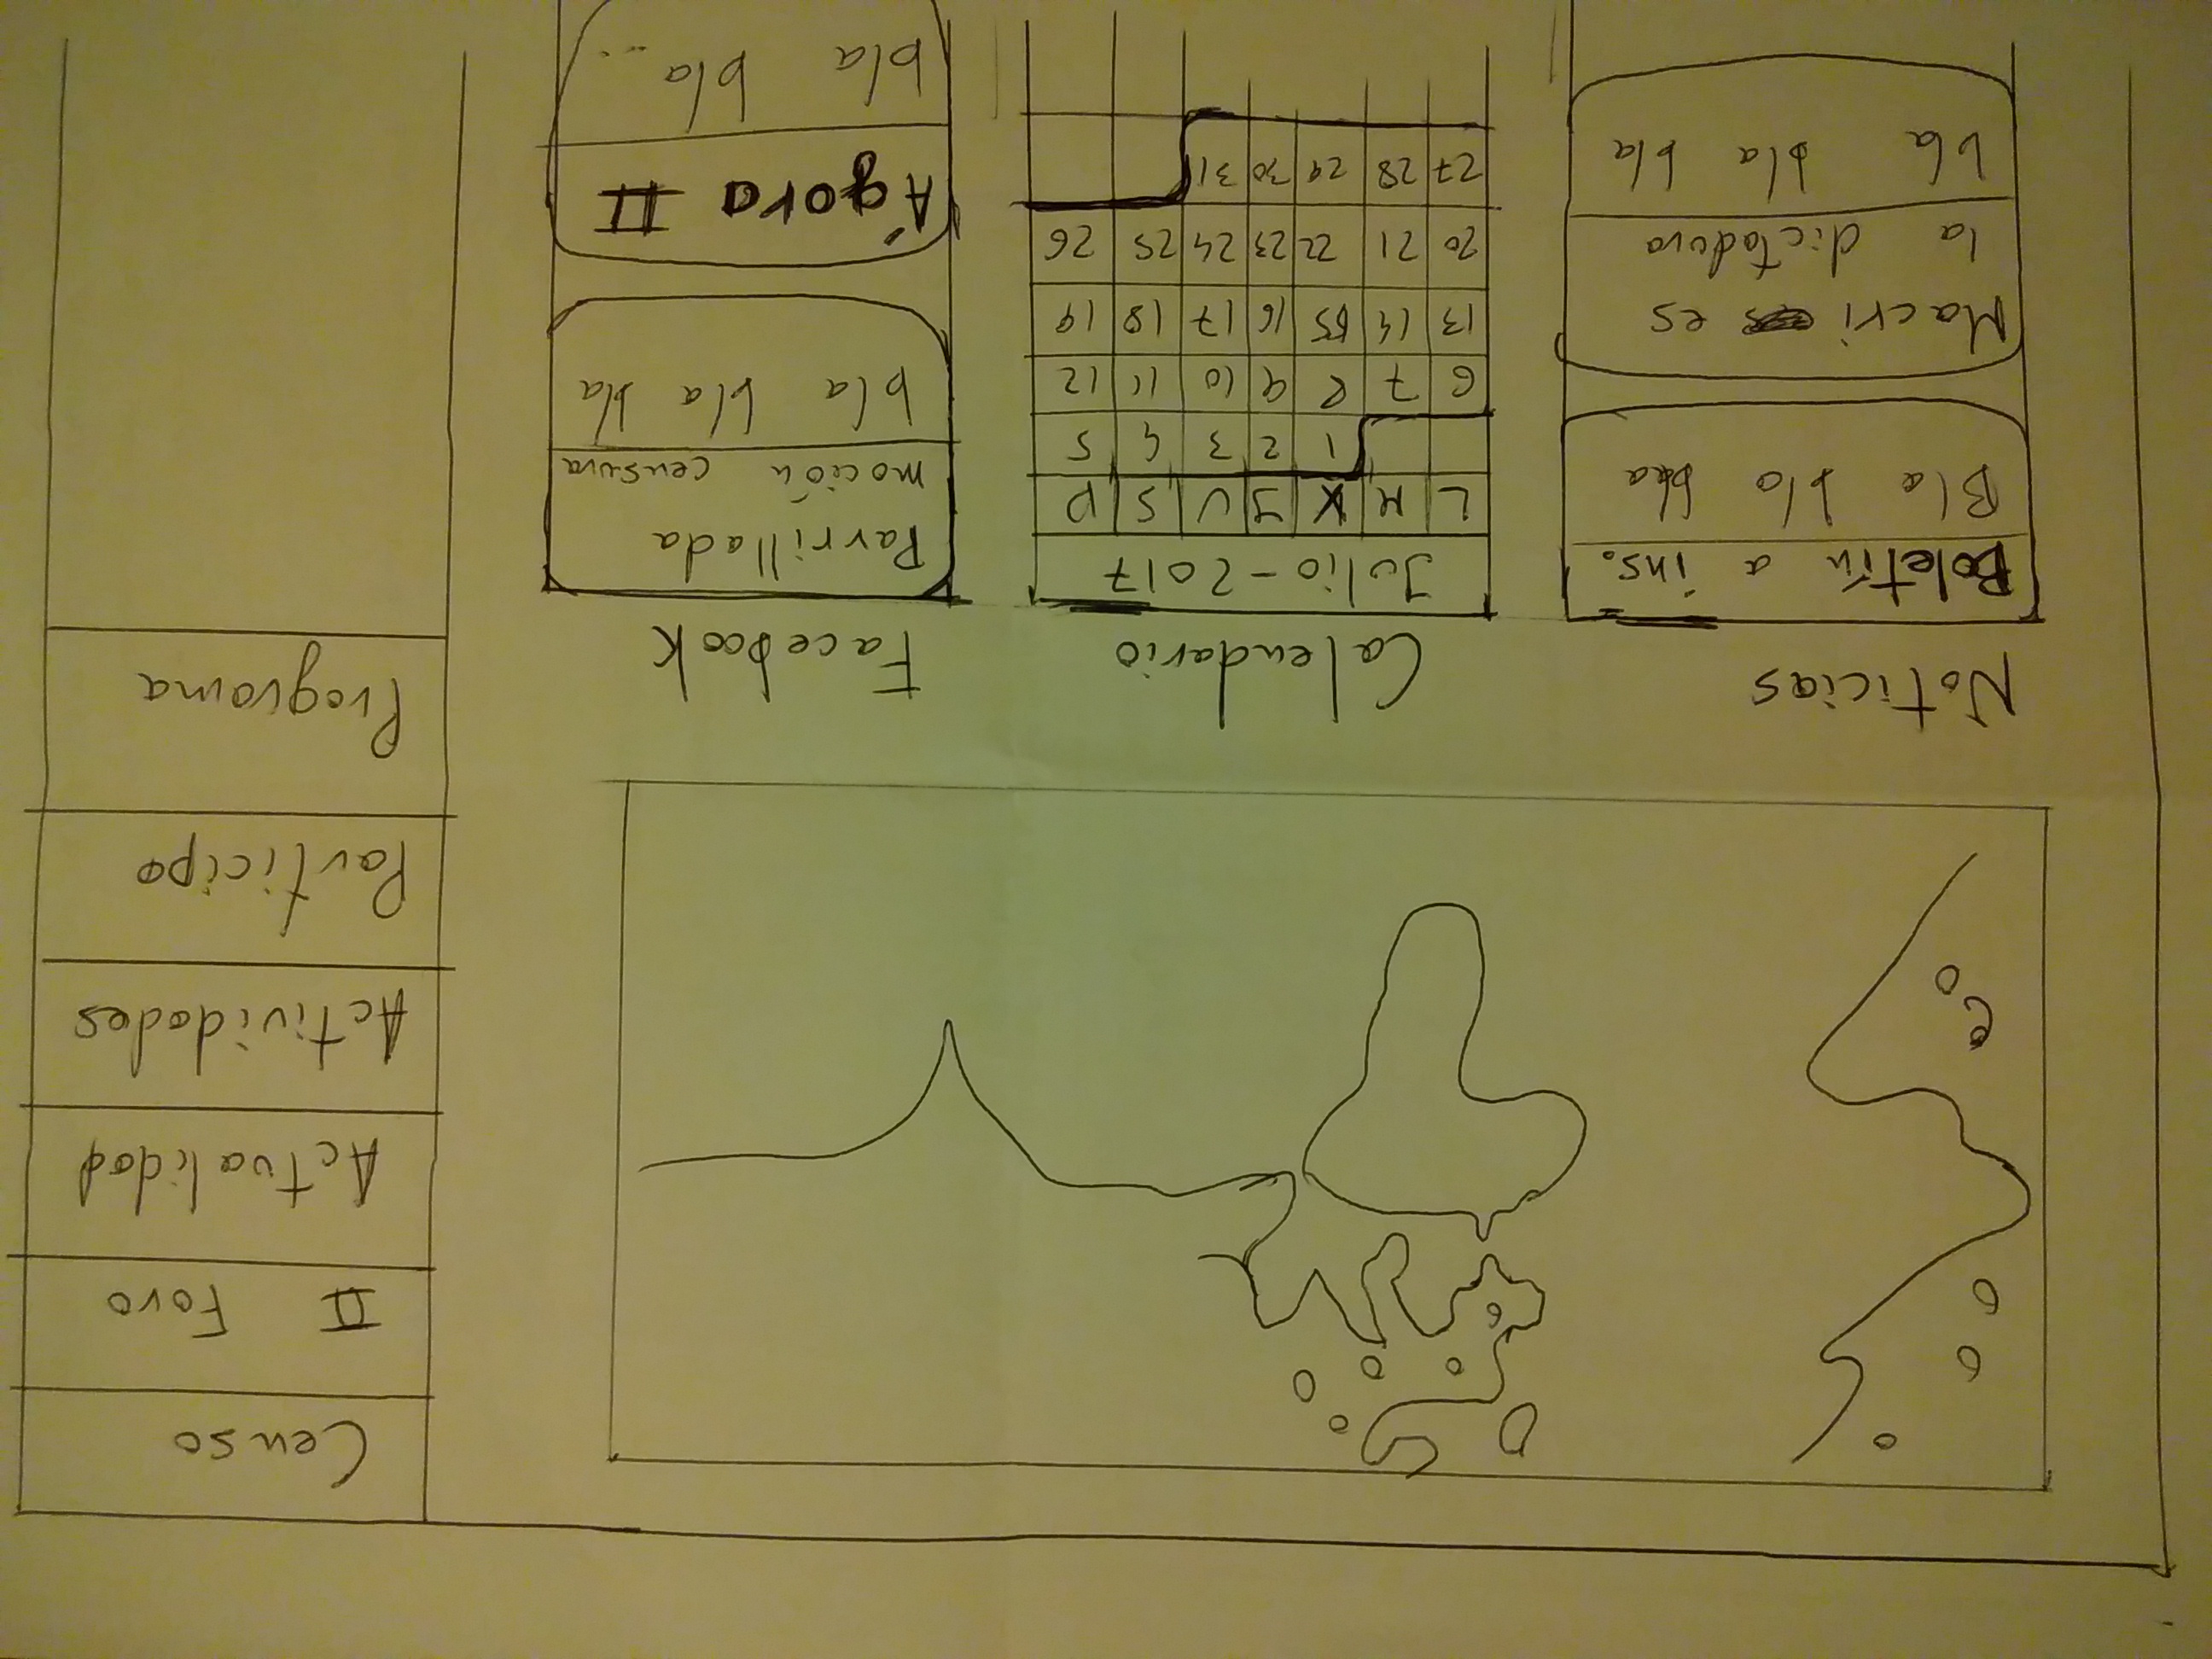 Censo
II Foro
Actualidad
Actividades
Participa
Programa
Noticias
Boletín a ins.
Bla bla bla
Macri es
la dictadura
bla bla bla
Calendario
Julio - 2017
L M X J V S D
1 2 3 4 5
6 7 8 9 10 11 12
13 14 15 16 17 18 19
20 21 22 23 24 25 26
27 28 29 30 31
Facebook
Parrillada
moción censura
bla bla bla
Ágora II
bla bla...